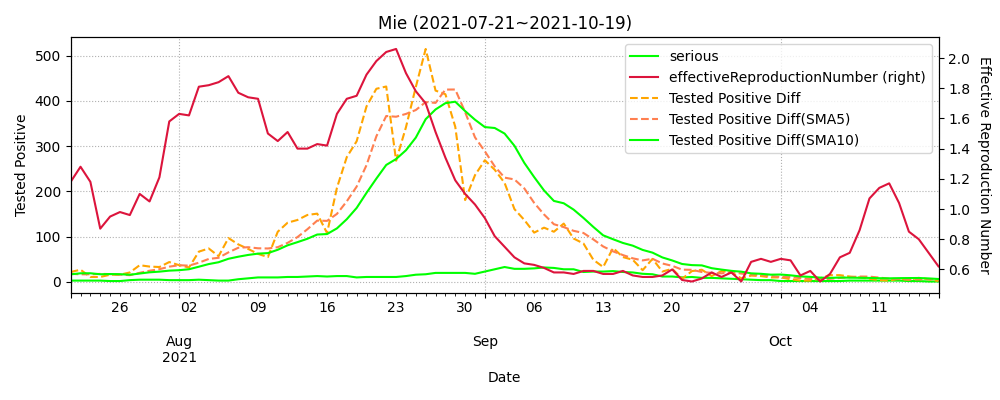 Mie (2021-07-21~2021-10-19)
500
400
300
200
100
0
Tested Positive
2.0
1.8
1.6
1.4
1.2
1.0
0.8
0.6
Effective Reproduction Number
serious
effectiveReproductionNumber (right)
Tested Positive Diff
Tested Positive Diff(SMA5)
Tested Positive Diff(SMA10)
26 02 09 16 23 30 06 13 20 27 04 11
Aug Sep Oct
2021
Date